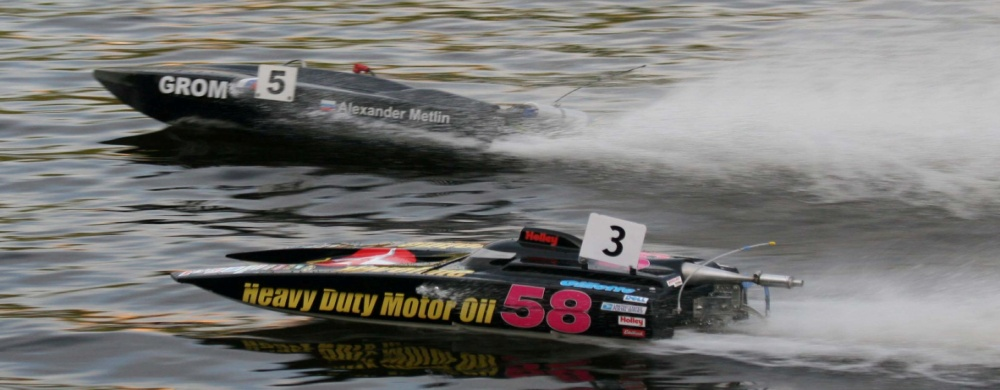 GROM
5
Alexander Metlin
Holley
3
Heavy Duty Motor Oil
58
Holley